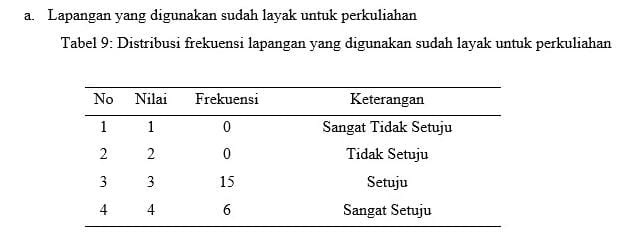 a. Lapangan yang digunakan sudah layak untuk perkuliahan
Tabel 9: Distribusi frekuensi lapangan yang digunakan sudah layak untuk perkuliahan
No Nilai Frekuensi Keterangan
1 1 0 Sangat Tidak Setuju
2 2 0 Tidak Setuju
3 3 15 Setuju
4 4 6 Sangat Setuju